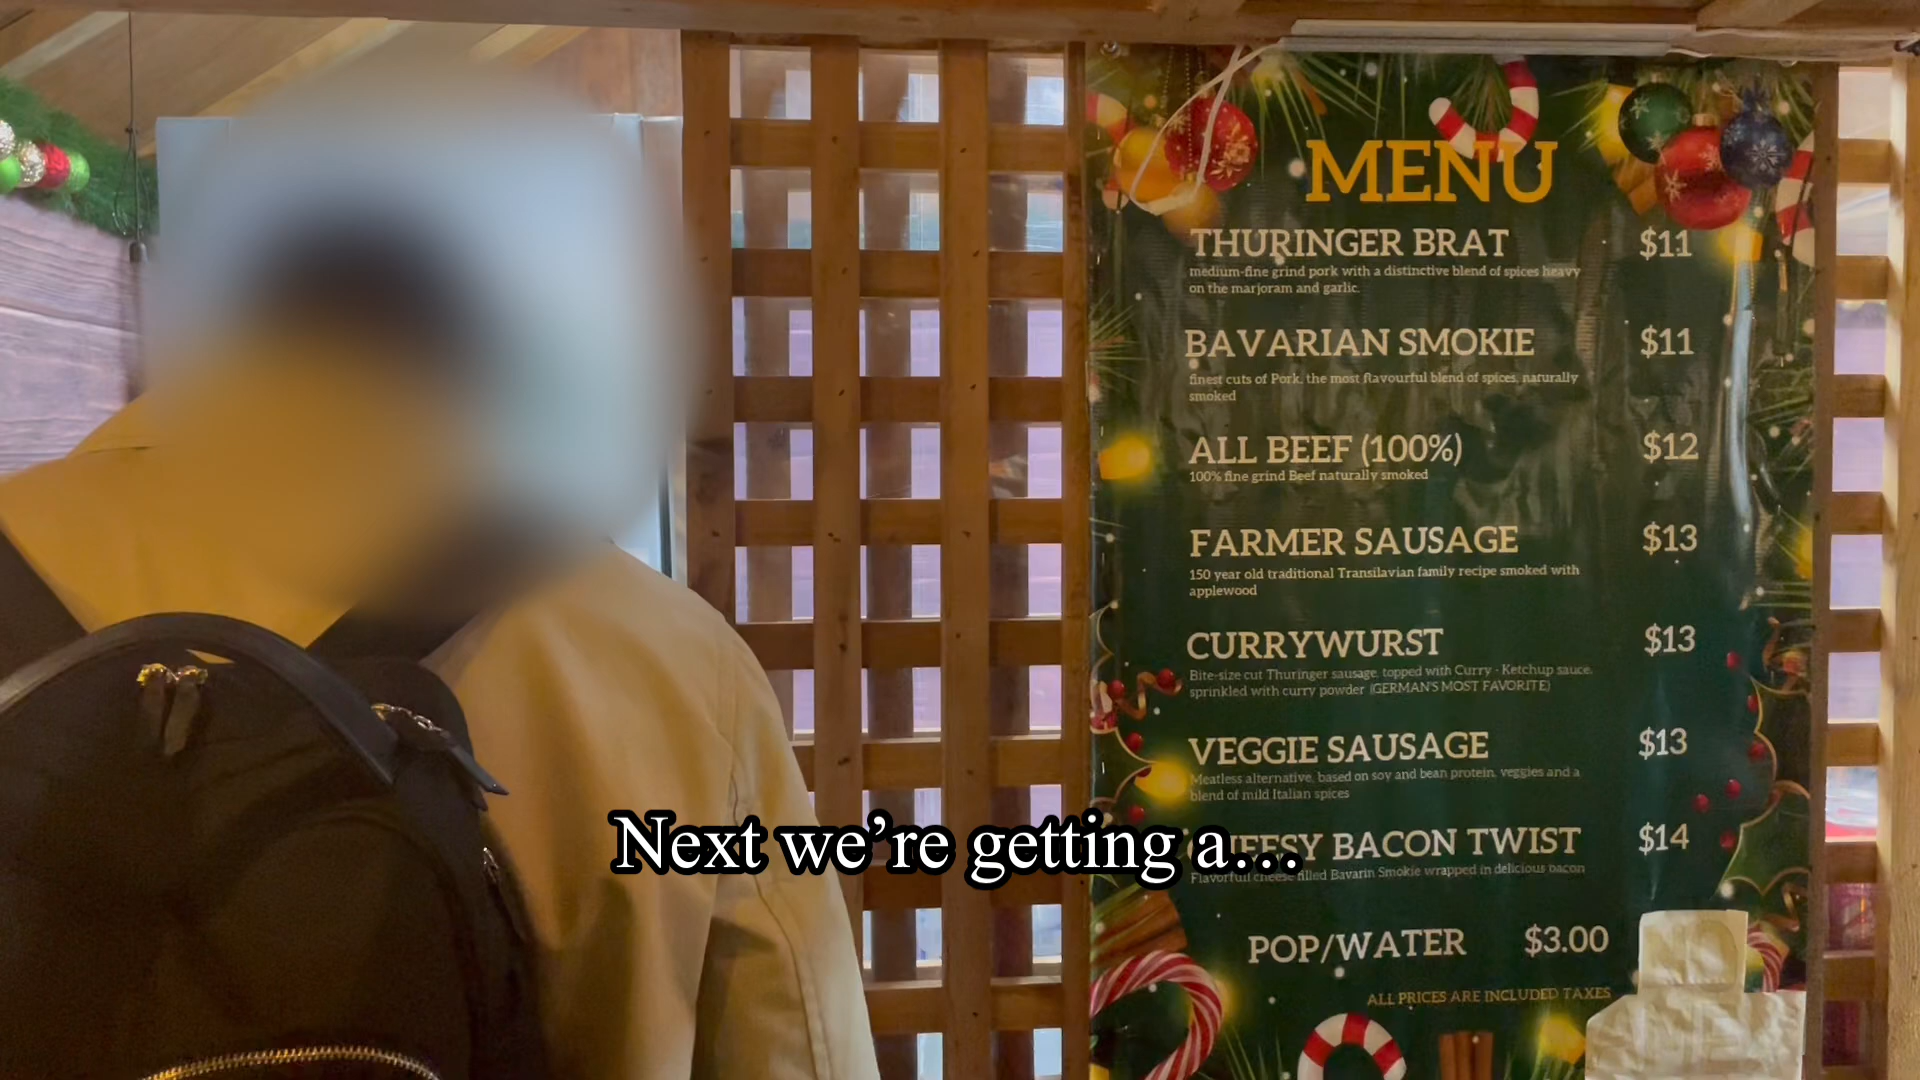 MENU
THURINGER BRAT $11
medium-fine grind pork with a distinctive blend of spices heavy
on the marjoram and garlic.
BAVARIAN SMOKIE $11
finest cuts of Pork, the most flavourful blend of spices, naturally
smoked
ALL BEEF (100%) $12
100% fine grind Beef naturally smoked
FARMER SAUSAGE $13
150 year old traditional Transilavian family recipe smoked with
applewood
CURRYWURST $13
Bite-size cut Thuringer sausage, topped with Curry - Ketchup sauce,
sprinkled with curry powder (GERMAN'S MOST FAVORITE)
VEGGIE SAUSAGE $13
Meatless alternative, based on soy and bean protein, veggies and a
blend of mild Italian spices
Next we're getting a....
BACON TWIST $14
Flavorfull cheese filled Bavarin Smokie wrapped in delicious bacon
POP/WATER $3.00
ALL PRICES ARE INCLUDED TAXES